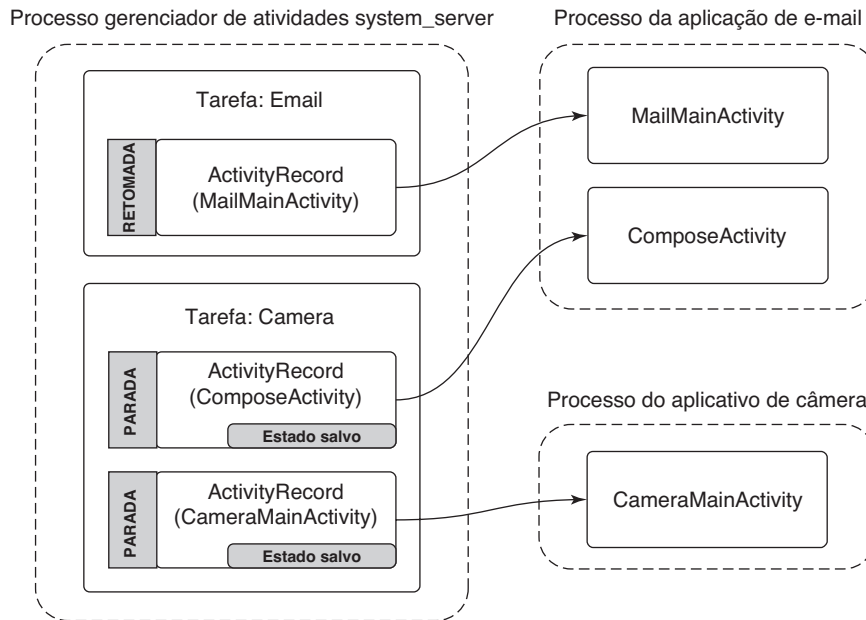 Processo gerenciador de atividades system_server
Tarefa: Email
RETOMADA
ActivityRecord
(MailMainActivity)
Tarefa: Camera
PARADA
ActivityRecord
(ComposeActivity)
Estado salvo
PARADA
ActivityRecord
(CameraMainActivity)
Estado salvo
Processo da aplicação de e-mail
MailMainActivity
ComposeActivity
Processo do aplicativo de câmera
CameraMainActivity